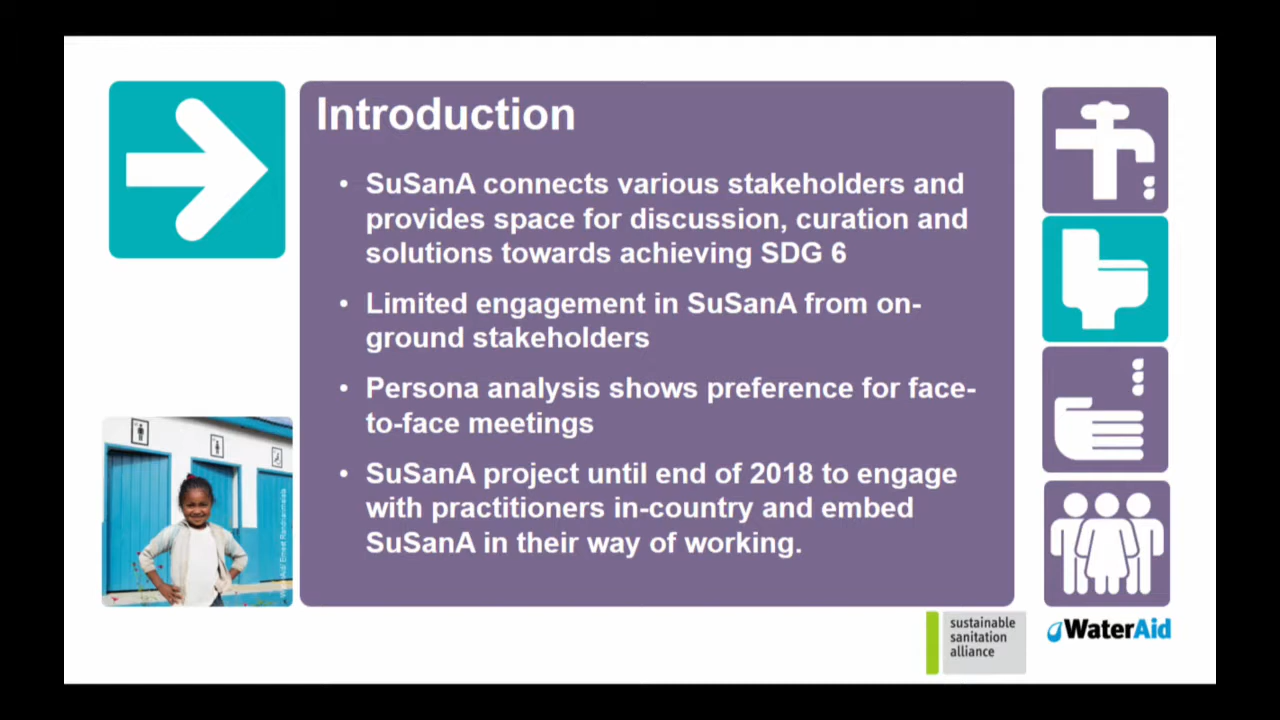 Introduction
• SuSanA connects various stakeholders and
provides space for discussion, curation and
solutions towards achieving SDG 6
• Limited engagement in SuSanA from on-
ground stakeholders
• Persona analysis shows preference for face-
to-face meetings
• SuSanA project until end of 2018 to engage
with practitioners in-country and embed
SuSanA in their way of working.
sustainable
sanitation
alliance
WaterAid